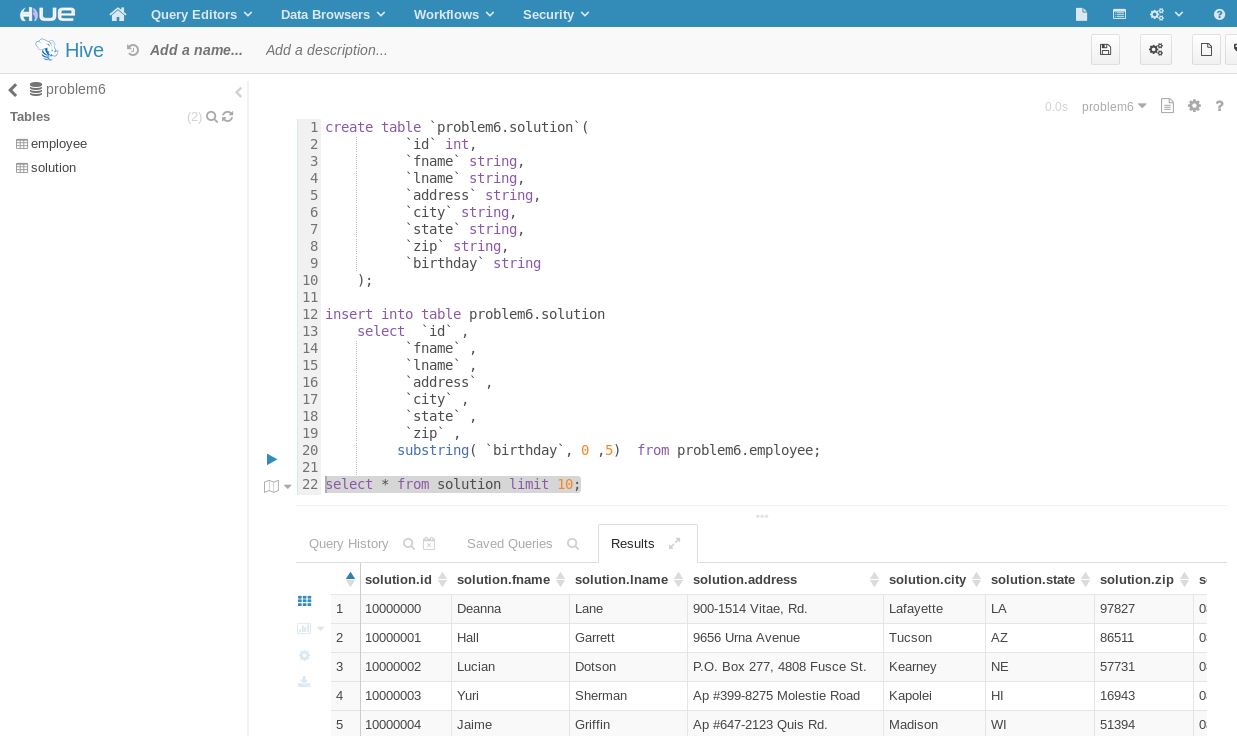 HUE Query Editors Data Browsers Workflows Security
Hive Add a name... Add a description...
problem6
Tables (2)
employee
solution
0.0s problem6
1 create table `problem6.solution`(
2 `id` int,
3 `fname` string,
4 `lname` string,
5 `address` string,
6 `city` string,
7 `state` string,
8 `zip` string,
9 `birthday` string
10 );
11
12 insert into table problem6.solution
13 select `id` ,
14 `fname` ,
15 `lname` ,
16 `address` ,
17 `city` ,
18 `state` ,
19 `zip` ,
20 substring( `birthday`, 0 ,5) from problem6.employee;
21
22 select * from solution limit 10;
Query History Saved Queries Results
solution.id solution.fname solution.lname solution.address solution.city solution.state solution.zip
1 10000000 Deanna Lane 900-1514 Vitae, Rd. Lafayette LA 97827
2 10000001 Hall Garrett 9656 Urna Avenue Tucson AZ 86511
3 10000002 Lucian Dotson P.O. Box 277, 4808 Fusce St. Kearney NE 57731
4 10000003 Yuri Sherman Ap #399-8275 Molestie Road Kapolei HI 16943
5 10000004 Jaime Griffin Ap #647-2123 Quis Rd. Madison WI 51394